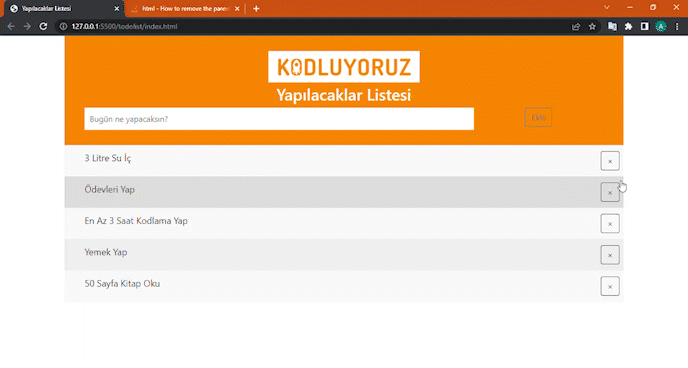 Yapılacaklar Listesi
html - How to remove the paren
127.0.0.1:5500/todolist/index.html
A
KODLUYORUZ
Yapılacaklar Listesi
Bugün ne yapacaksın?
Ekle
3 Litre Su İç
×
Ödevleri Yap
×
En Az 3 Saat Kodlama Yap
×
Yemek Yap
×
50 Sayfa Kitap Oku
×